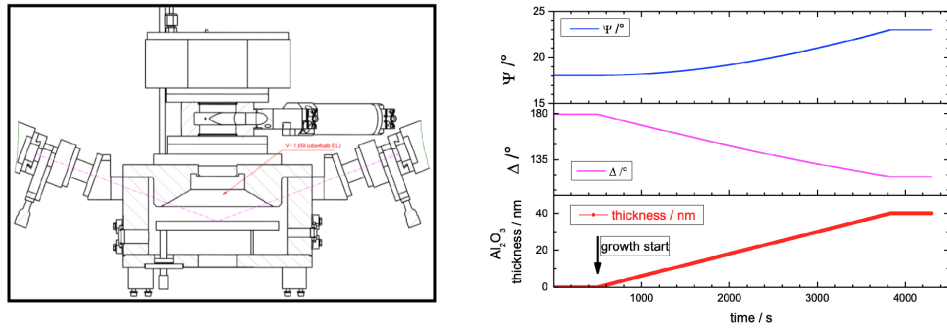 V= 1,659 (oberhalb EL)
25
20
15
Ψ /°
Ψ /°
180
135
Δ /°
Δ /°
40
20
0
Al2O3
thickness / nm
thickness / nm
growth start
1000
2000
3000
4000
time / s